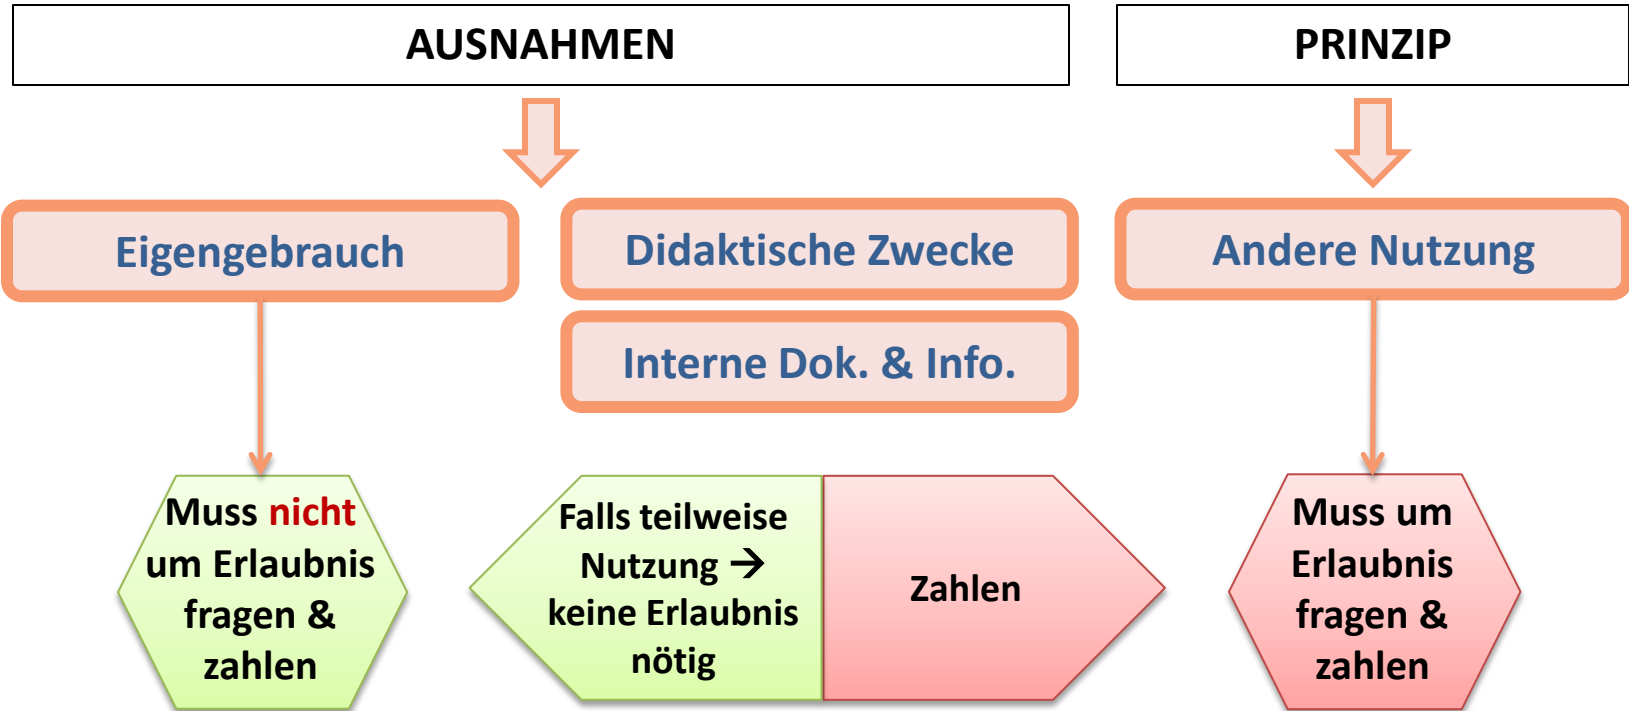 AUSNAHMEN
PRINZIP
Eigengebrauch
Didaktische Zwecke
Andere Nutzung
Interne Dok. & Info.
Muss nicht
um Erlaubnis
fragen &
zahlen
Falls teilweise
Nutzung →
keine Erlaubnis
nötig
Zahlen
Muss um
Erlaubnis
fragen &
zahlen